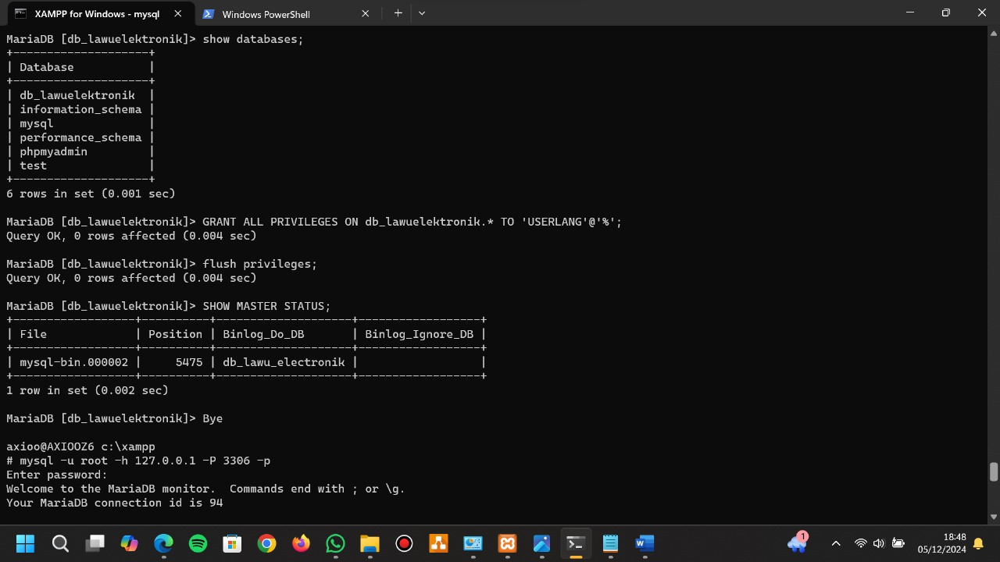 XAMPP for Windows - mysql
Windows PowerShell
MariaDB [db_lawuelektronik]> show databases;
+--------------------+
| Database           |
+--------------------+
| db_lawuelektronik  |
| information_schema |
| mysql              |
| performance_schema |
| phpmyadmin         |
| test               |
+--------------------+
6 rows in set (0.001 sec)
MariaDB [db_lawuelektronik]> GRANT ALL PRIVILEGES ON db_lawuelektronik.* TO 'USERLANG'@'%';
Query OK, 0 rows affected (0.004 sec)
MariaDB [db_lawuelektronik]> flush privileges;
Query OK, 0 rows affected (0.004 sec)
MariaDB [db_lawuelektronik]> SHOW MASTER STATUS;
+------------------+----------+--------------------+------------------+
| File             | Position | Binlog_Do_DB       | Binlog_Ignore_DB |
+------------------+----------+--------------------+------------------+
| mysql-bin.000002 |     5475 | db_lawu_electronik |                  |
+------------------+----------+--------------------+------------------+
1 row in set (0.002 sec)
MariaDB [db_lawuelektronik]> Bye
axioo@AXIOOZ6 c:\xampp
# mysql -u root -h 127.0.0.1 -P 3306 -p
Enter password:
Welcome to the MariaDB monitor.  Commands end with ; or \g.
Your MariaDB connection id is 94
1
18:48
05/12/2024